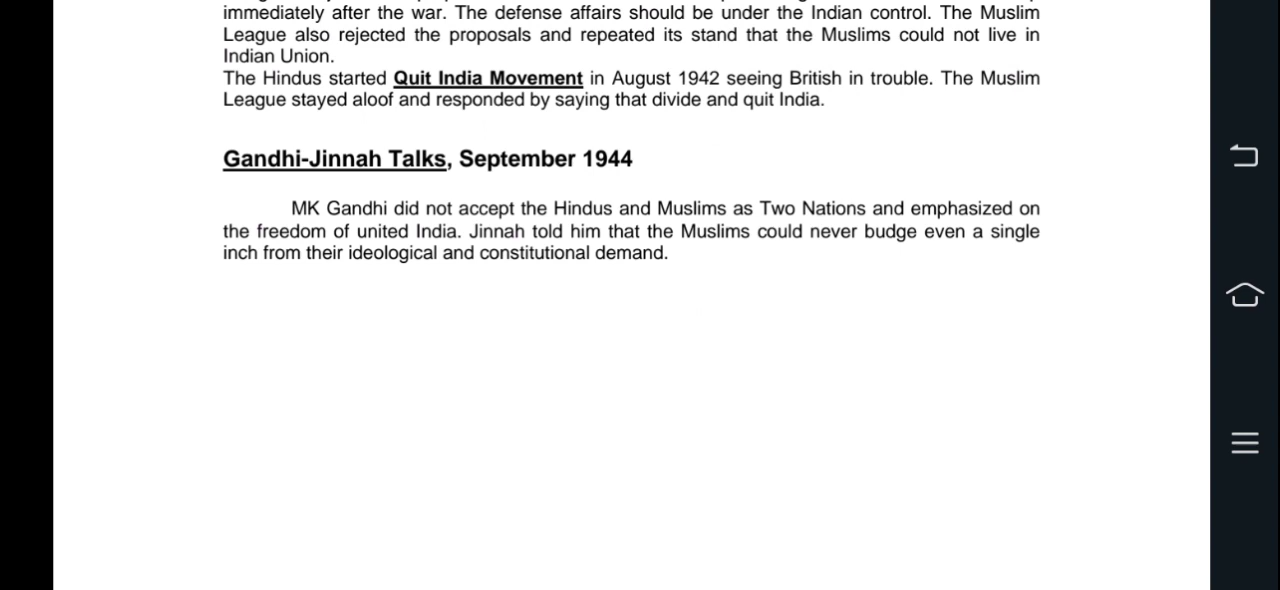 immediately after the war. The defense affairs should be under the Indian control. The Muslim
League also rejected the proposals and repeated its stand that the Muslims could not live in
Indian Union.
The Hindus started Quit India Movement in August 1942 seeing British in trouble. The Muslim
League stayed aloof and responded by saying that divide and quit India.
Gandhi-Jinnah Talks, September 1944
MK Gandhi did not accept the Hindus and Muslims as Two Nations and emphasized on
the freedom of united India. Jinnah told him that the Muslims could never budge even a single
inch from their ideological and constitutional demand.